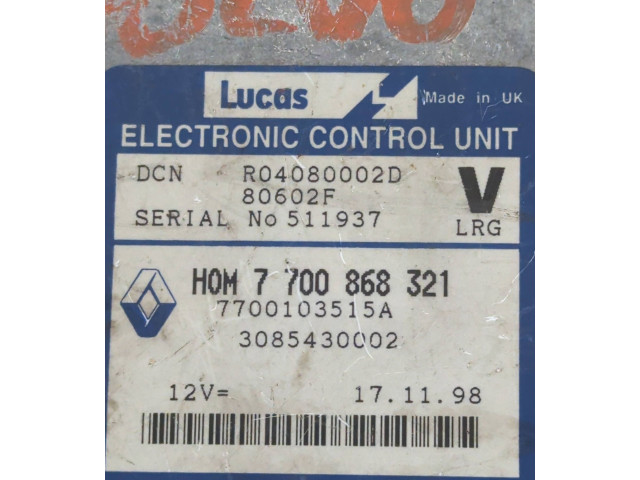 Lucas
Made in UK
ELECTRONIC CONTROL UNIT
DCN R04080002D V
80602F
SERIAL No 511937 LRG
HOM 7 700 868 321
7700103515A
3085430002
12V= 17.11.98